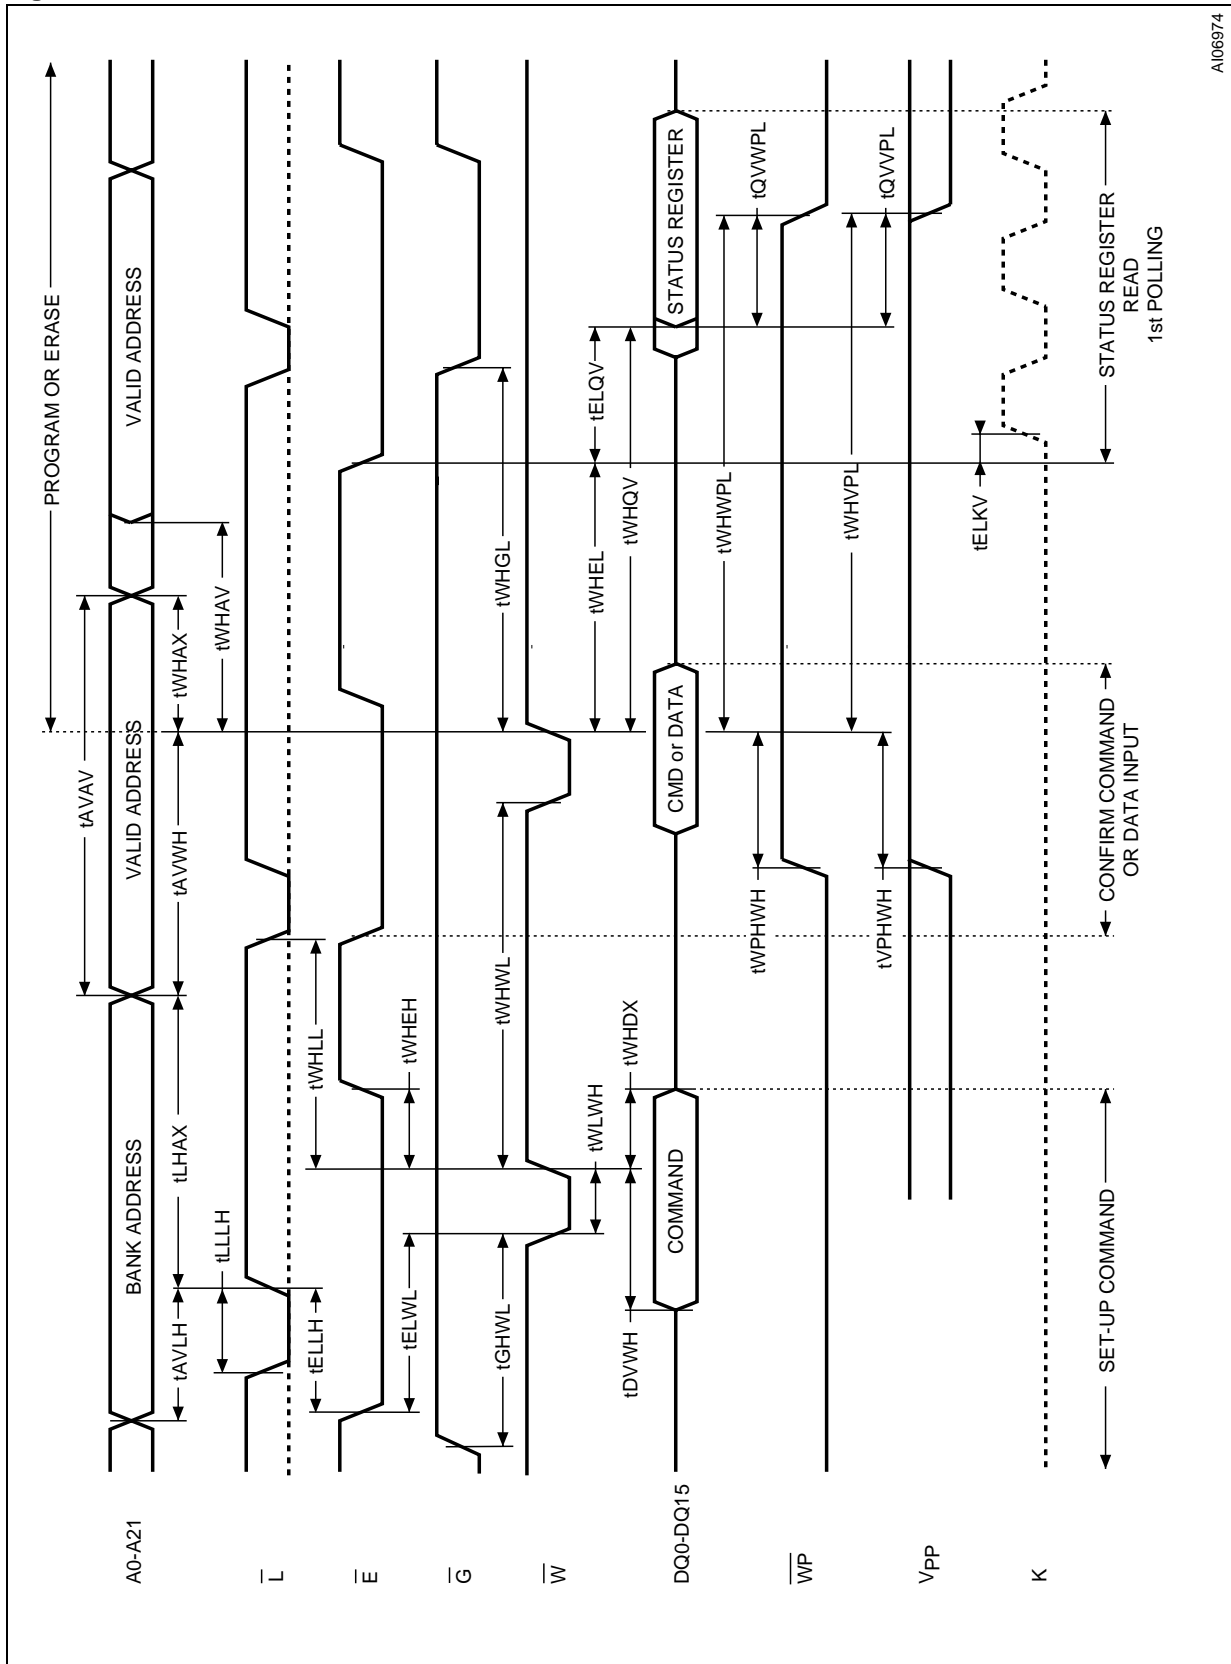 AI06974
PROGRAM OR ERASE
A0-A21
BANK ADDRESS
VALID ADDRESS
VALID ADDRESS
tAVAV
tAVLH
tLHAX
tAVWH
tWHAX
tLLLH
tWHAV
L
tELLH
tWHLL
E
tELWL
tWHEH
G
tGHWL
tWHWL
tWHGL
W
tWLWH
tWHEL
tELQV
tDVWH
tWHDX
tWHQV
DQ0-DQ15
COMMAND
CMD or DATA
STATUS REGISTER
tWPHWH
tWHWPL
tQVWPL
WP
tVPHWH
tWHVPL
tQVVPL
VPP
tELKV
K
SET-UP COMMAND
CONFIRM COMMAND
OR DATA INPUT
STATUS REGISTER
READ
1st POLLING